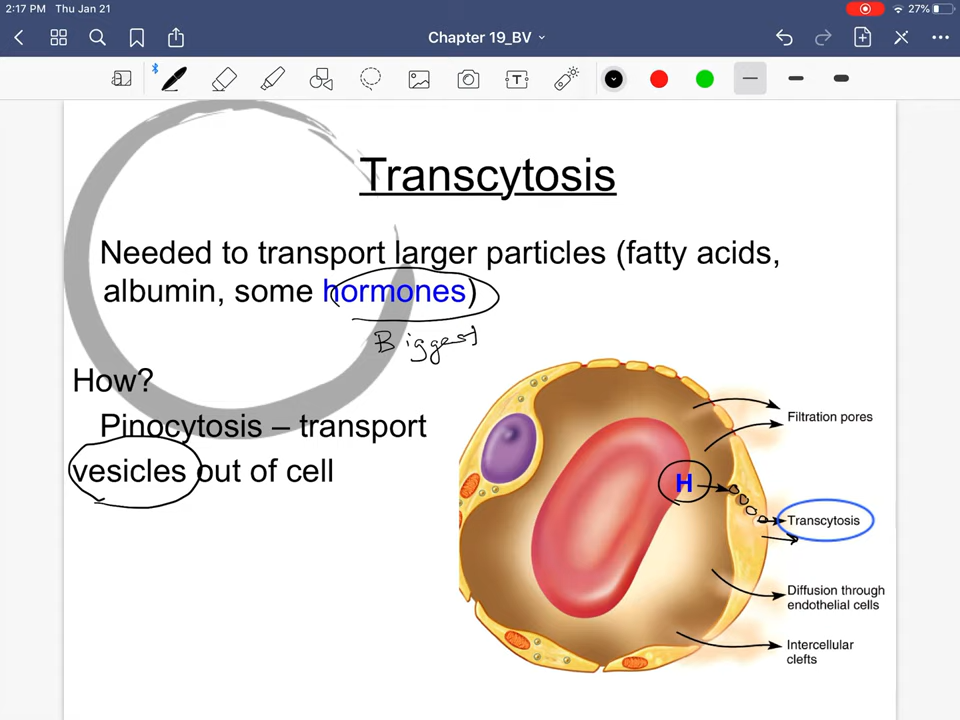 2:17 PM Thu Jan 21
27%
Chapter 19_BV
Transcytosis
Needed to transport larger particles (fatty acids,
albumin, some hormones)
Biggest
How?
Pinocytosis – transport
vesicles out of cell
H
Filtration pores
Transcytosis
Diffusion through
endothelial cells
Intercellular
clefts